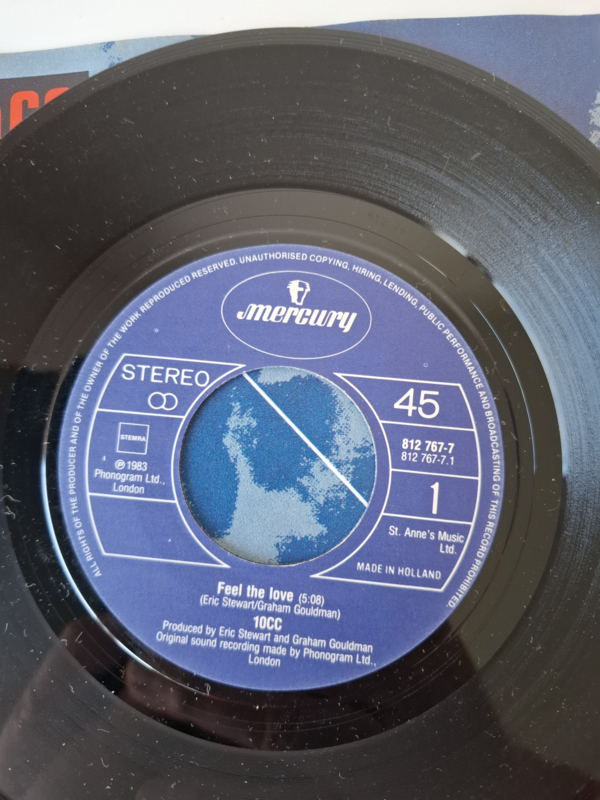 ALL RIGHTS OF THE PRODUCER AND OF THE OWNER OF THE WORK REPRODUCED RESERVED. UNAUTHORISED COPYING, HIRING, LENDING, PUBLIC PERFORMANCE AND BROADCASTING OF THIS RECORD PROHIBITED.
mercury
STEREO
STEMRA
℗ 1983
Phonogram Ltd.,
London
45
812 767-7
812 767-7.1
1
St. Anne's Music
Ltd.
MADE IN HOLLAND
Feel the love (5:08)
(Eric Stewart/Graham Gouldman)
10CC
Produced by Eric Stewart and Graham Gouldman
Original sound recording made by Phonogram Ltd.,
London